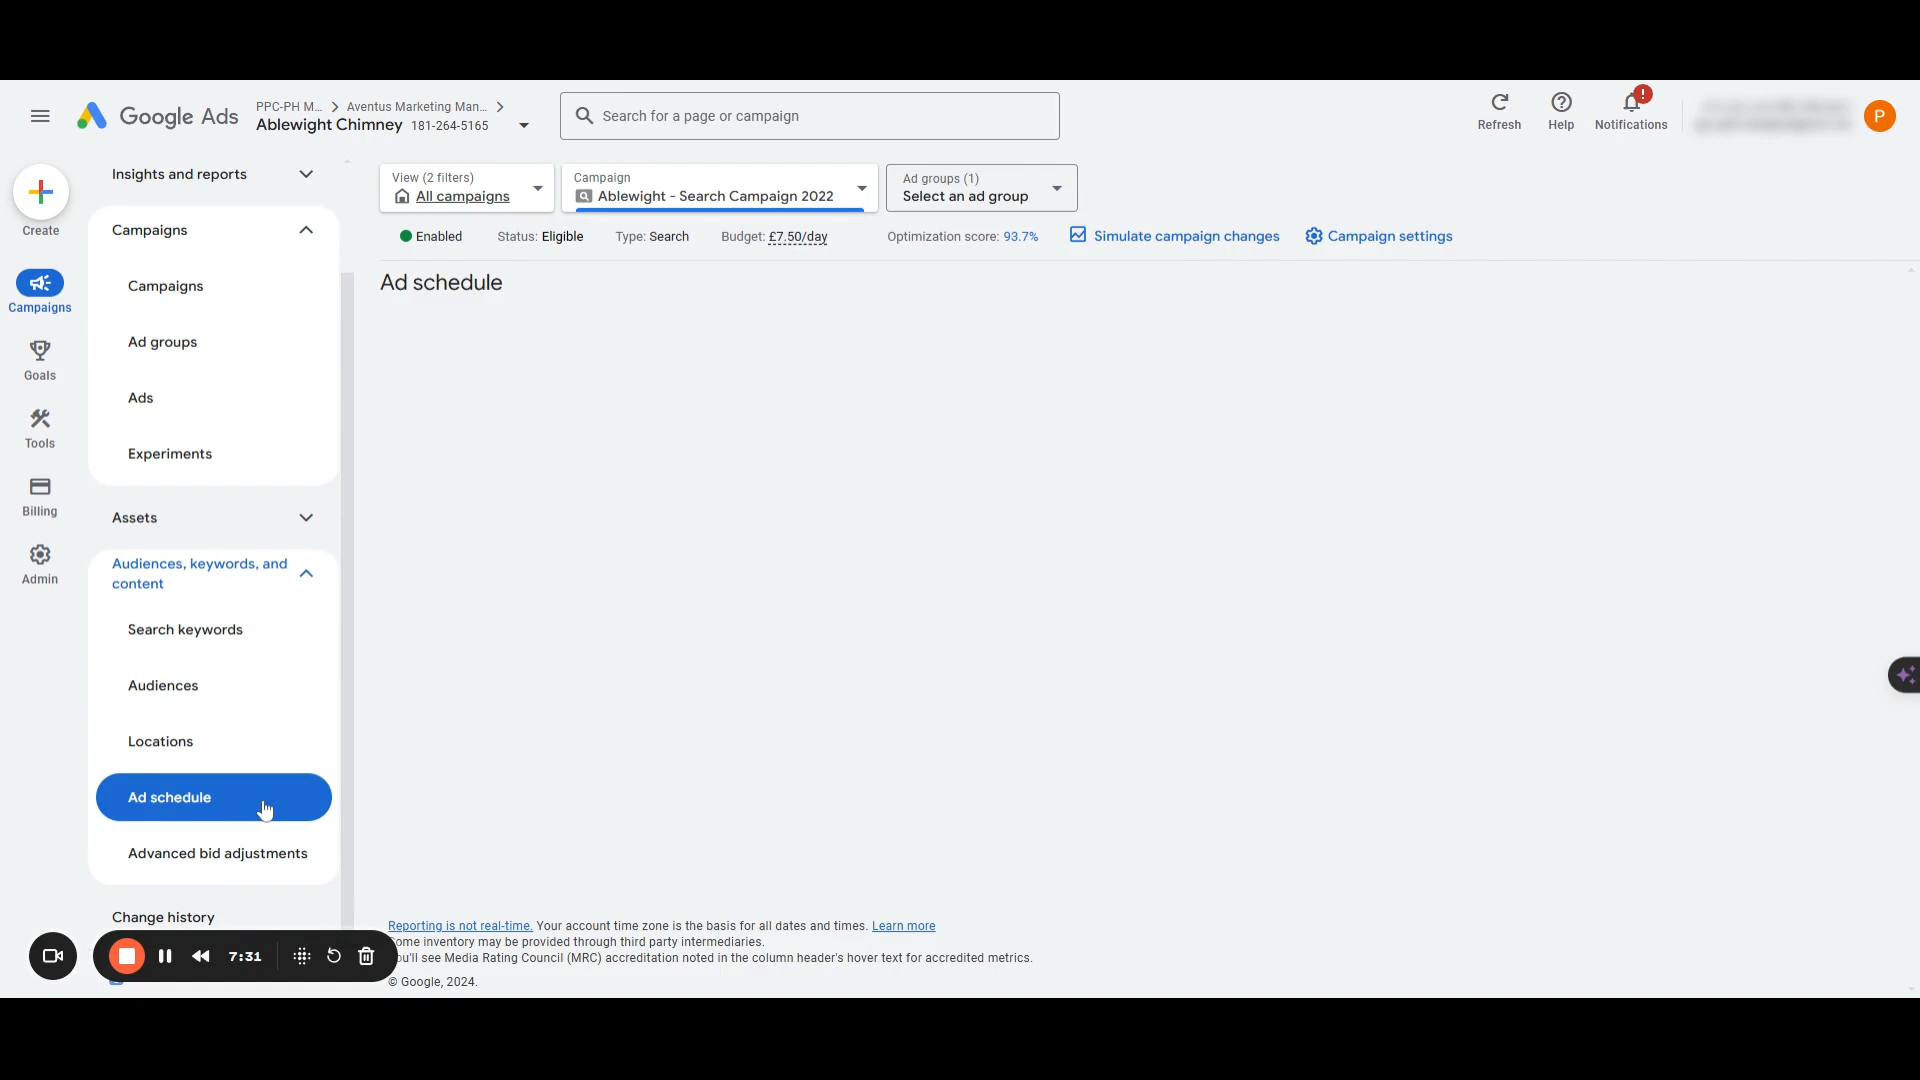 Google Ads
PPC-PH M... > Aventus Marketing Man... >
Ablewight Chimney 181-264-5165
Search for a page or campaign
Refresh
Help
!
Notifications
P
Create
Campaigns
Goals
Tools
Billing
Admin
Insights and reports
Campaigns
Campaigns
Ad groups
Ads
Experiments
Assets
Audiences, keywords, and
content
Search keywords
Audiences
Locations
Ad schedule
Advanced bid adjustments
Change history
7:31
View (2 filters)
All campaigns
Campaign
Ablewight - Search Campaign 2022
Ad groups (1)
Select an ad group
Enabled Status: Eligible Type: Search Budget: £7.50/day Optimization score: 93.7% Simulate campaign changes Campaign settings
Ad schedule
Reporting is not real-time. Your account time zone is the basis for all dates and times. Learn more
ome inventory may be provided through third party intermediaries.
ou'll see Media Rating Council (MRC) accreditation noted in the column header's hover text for accredited metrics.
© Google, 2024.